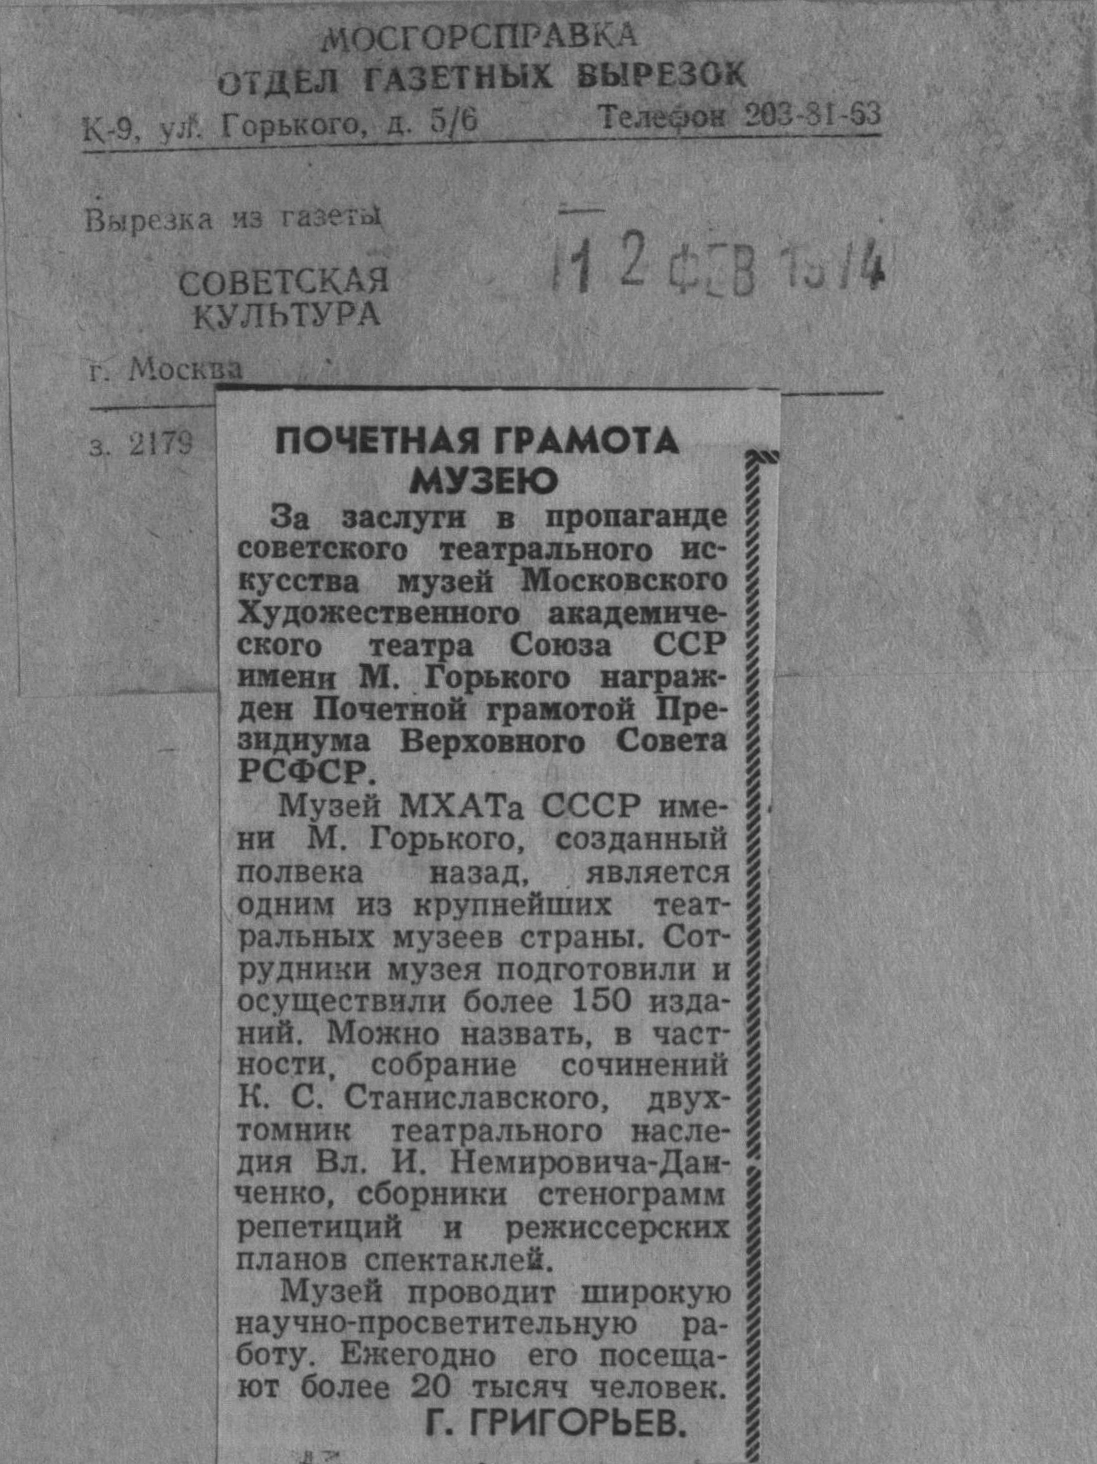 МОСГОРСПРАВКА
ОТДЕЛ ГАЗЕТНЫХ ВЫРЕЗОК
К-9, ул. Горького, д. 5/6 Телефон 203-81-63
Вырезка из газеты
12 ФЕВ 1974
СОВЕТСКАЯ
КУЛЬТУРА
г. Москва
з. 2179
ПОЧЕТНАЯ ГРАМОТА
МУЗЕЮ
За заслуги в пропаганде
советского театрального ис-
кусства музей Московского
Художественного академиче-
ского театра Союза ССР
имени М. Горького награж-
ден Почетной грамотой Пре-
зидиума Верховного Совета
РСФСР.
Музей МХАТа СССР име-
ни М. Горького, созданный
полвека назад, является
одним из крупнейших теат-
ральных музеев страны. Сот-
рудники музея подготовили и
осуществили более 150 изда-
ний. Можно назвать, в част-
ности, собрание сочинений
К. С. Станиславского, двух-
томник театрального насле-
дия Вл. И. Немировича-Дан-
ченко, сборники стенограмм
репетиций и режиссерских
планов спектаклей.
Музей проводит широкую
научно-просветительную ра-
боту. Ежегодно его посеща-
ют более 20 тысяч человек.
Г. ГРИГОРЬЕВ.